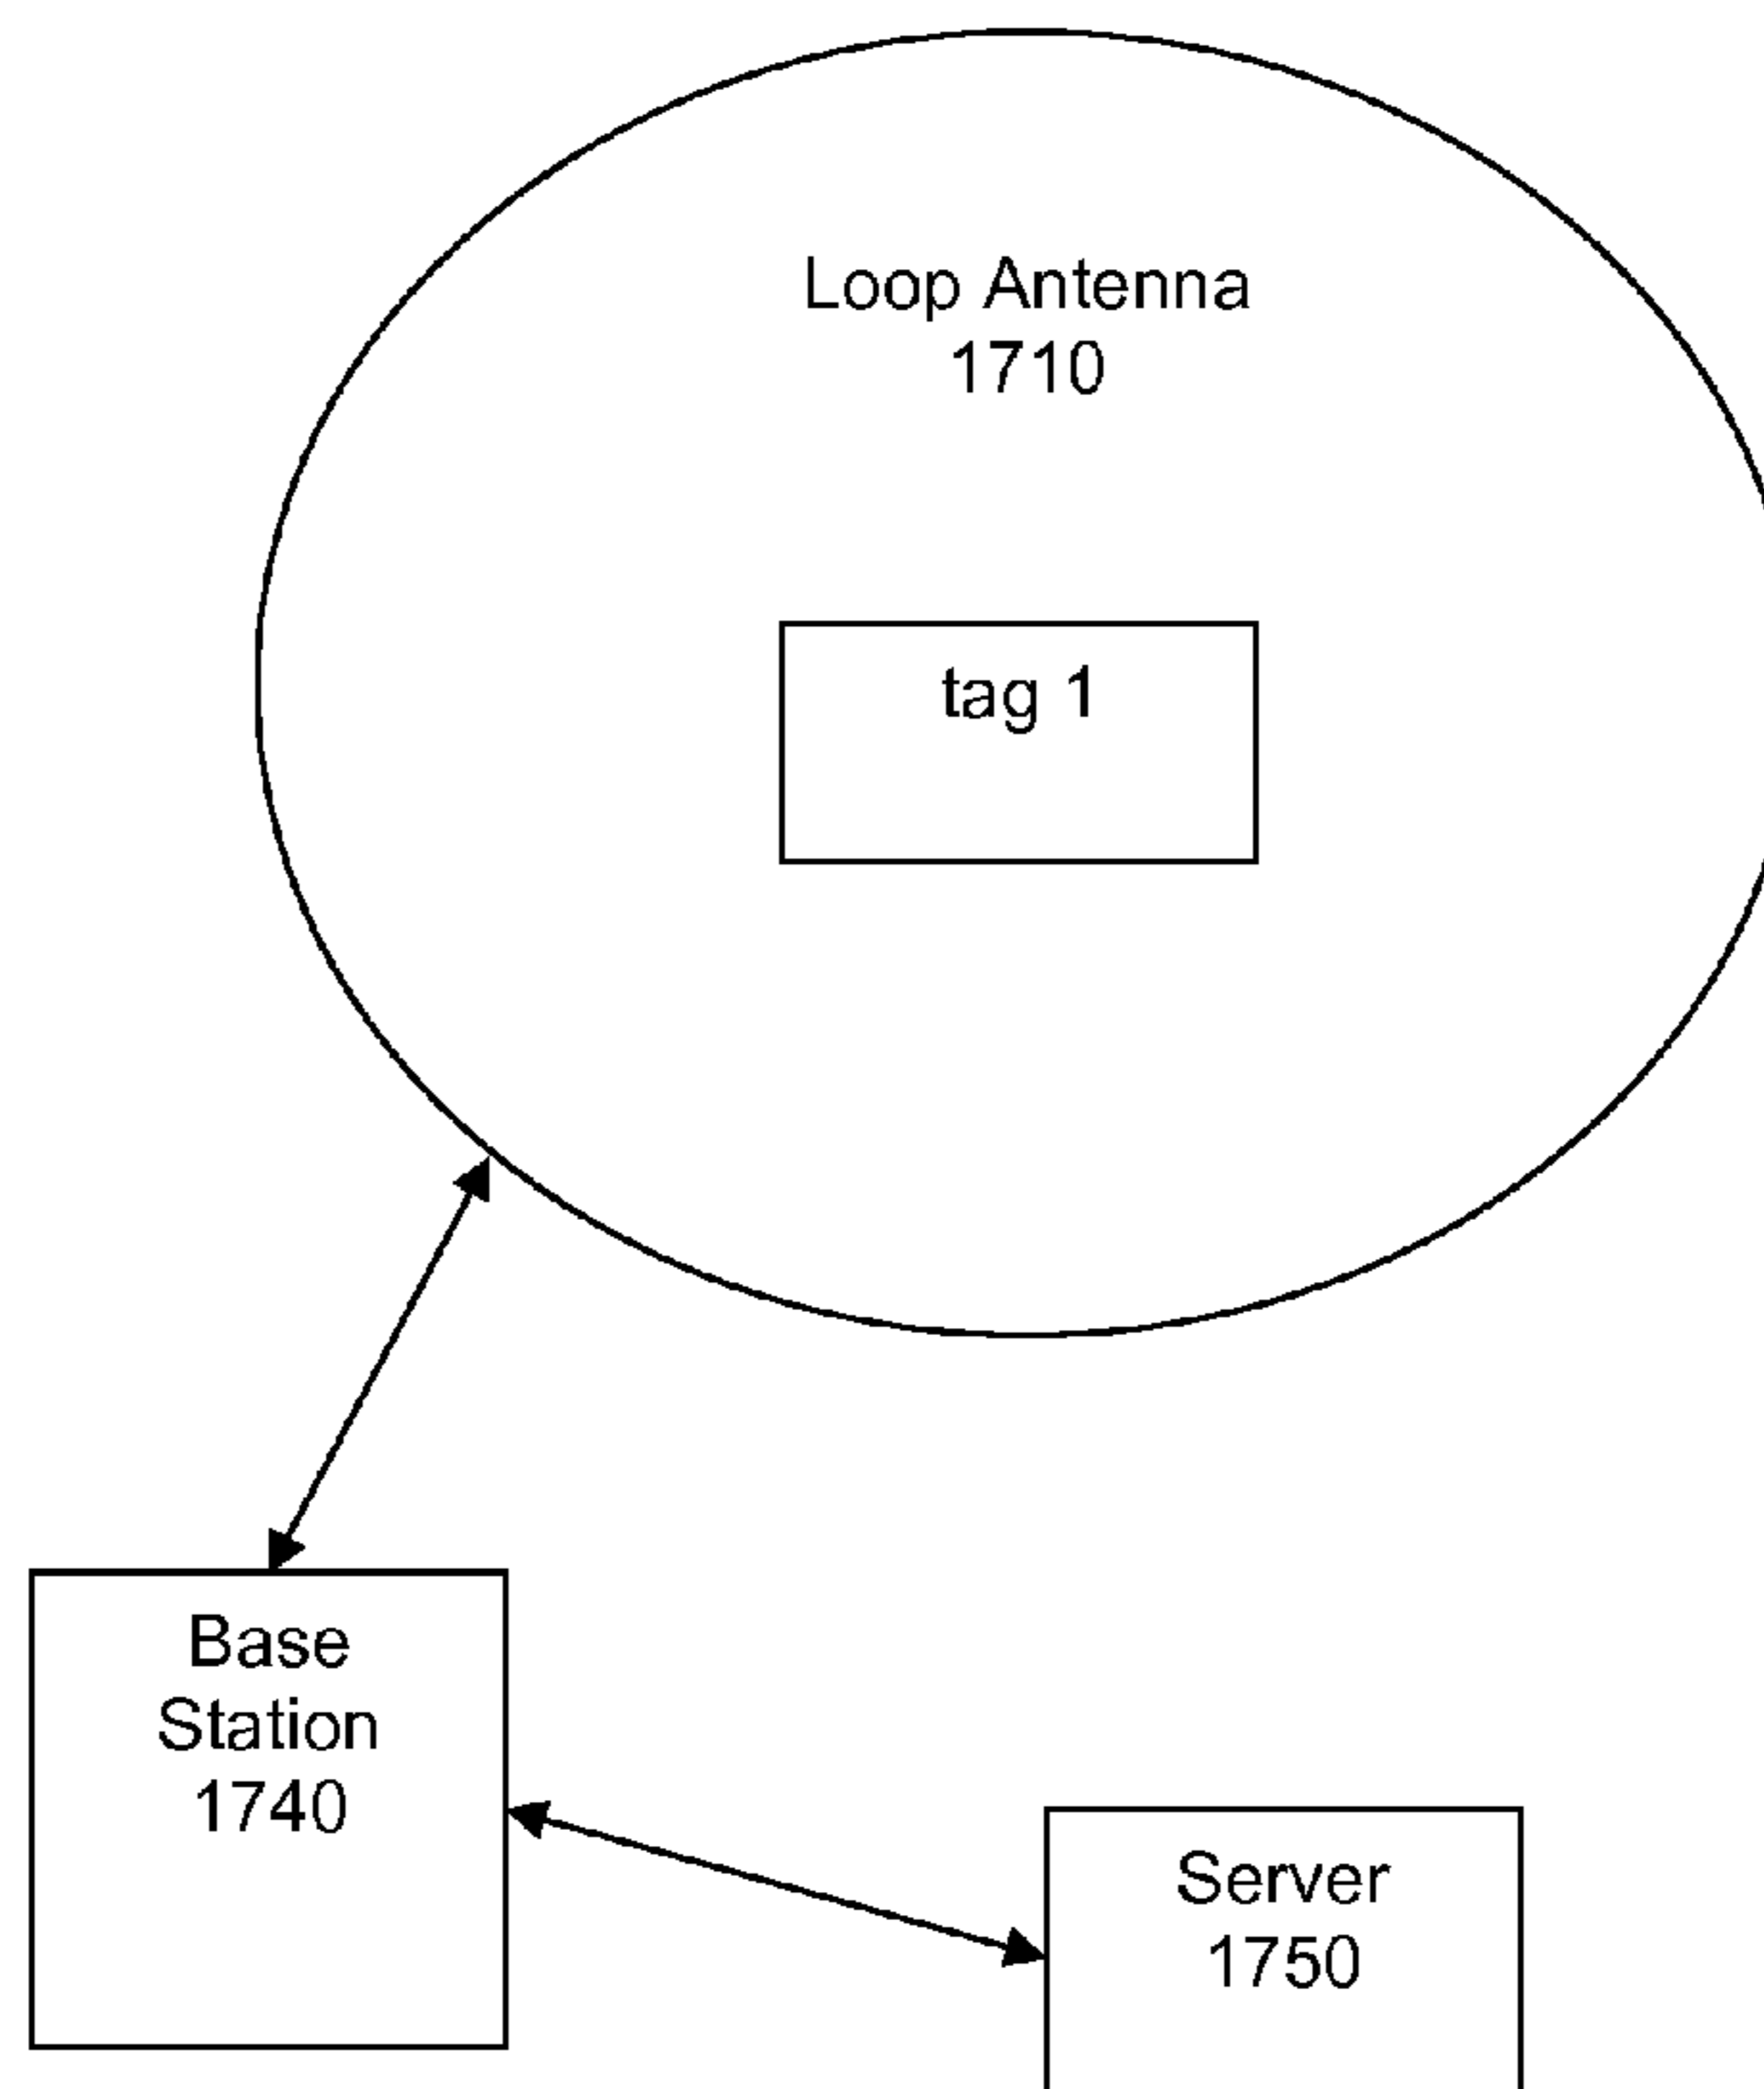 Loop Antenna
1710
tag 1
Base
Station
1740
Server
1750